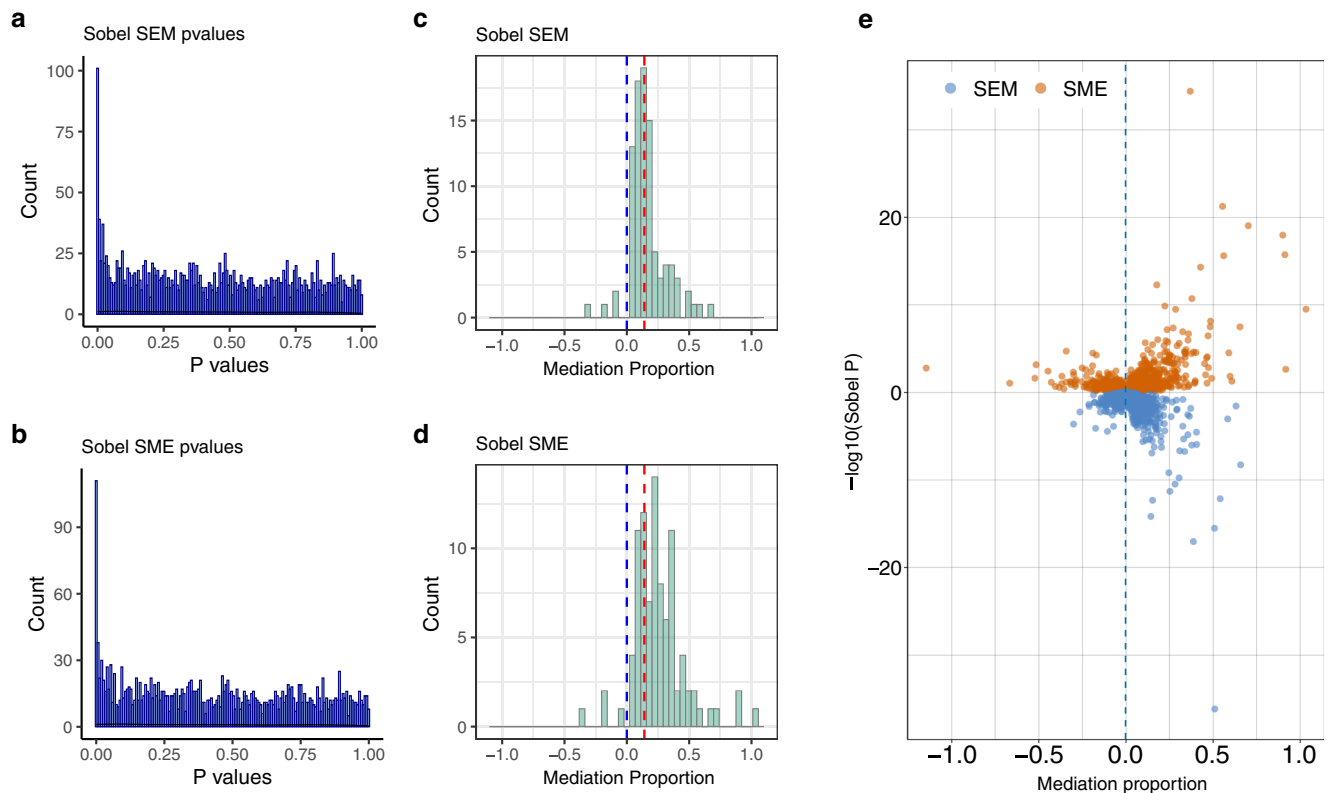 a
Sobel SEM pvalues
100
75
50
25
0
Count
0.00 0.25 0.50 0.75 1.00
P values
b
Sobel SME pvalues
90
60
30
0
Count
0.00 0.25 0.50 0.75 1.00
P values
c
Sobel SEM
15
10
5
0
Count
−1.0 −0.5 0.0 0.5 1.0
Mediation Proportion
d
Sobel SME
10
5
0
Count
−1.0 −0.5 0.0 0.5 1.0
Mediation Proportion
e
SEM SME
20
0
−20
−log10(Sobel P)
−1.0 −0.5 0.0 0.5 1.0
Mediation proportion